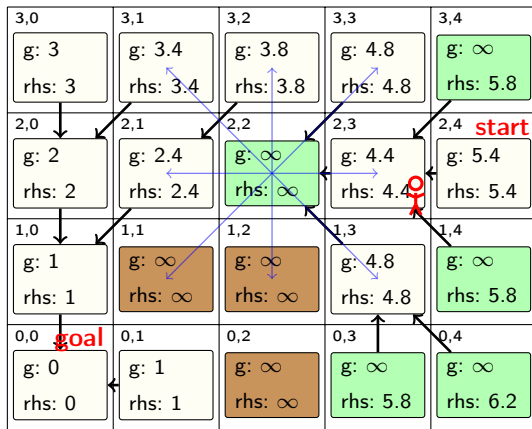 3,0 3,1 3,2 3,3 3,4
g: 3 g: 3.4 g: 3.8 g: 4.8 g: ∞
rhs: 3 rhs: 3.4 rhs: 3.8 rhs: 4.8 rhs: 5.8
2,0 2,1 2,2 2,3 2,4 start
g: 2 g: 2.4 g: ∞ g: 4.4 g: 5.4
rhs: 2 rhs: 2.4 rhs: ∞ rhs: 4.4 rhs: 5.4
1,0 1,1 1,2 1,3 1,4
g: 1 g: ∞ g: ∞ g: 4.8 g: ∞
rhs: 1 rhs: ∞ rhs: ∞ rhs: 4.8 rhs: 5.8
0,0 goal 0,1 0,2 0,3 0,4
g: 0 g: 1 g: ∞ g: ∞ g: ∞
rhs: 0 rhs: 1 rhs: ∞ rhs: 5.8 rhs: 6.2